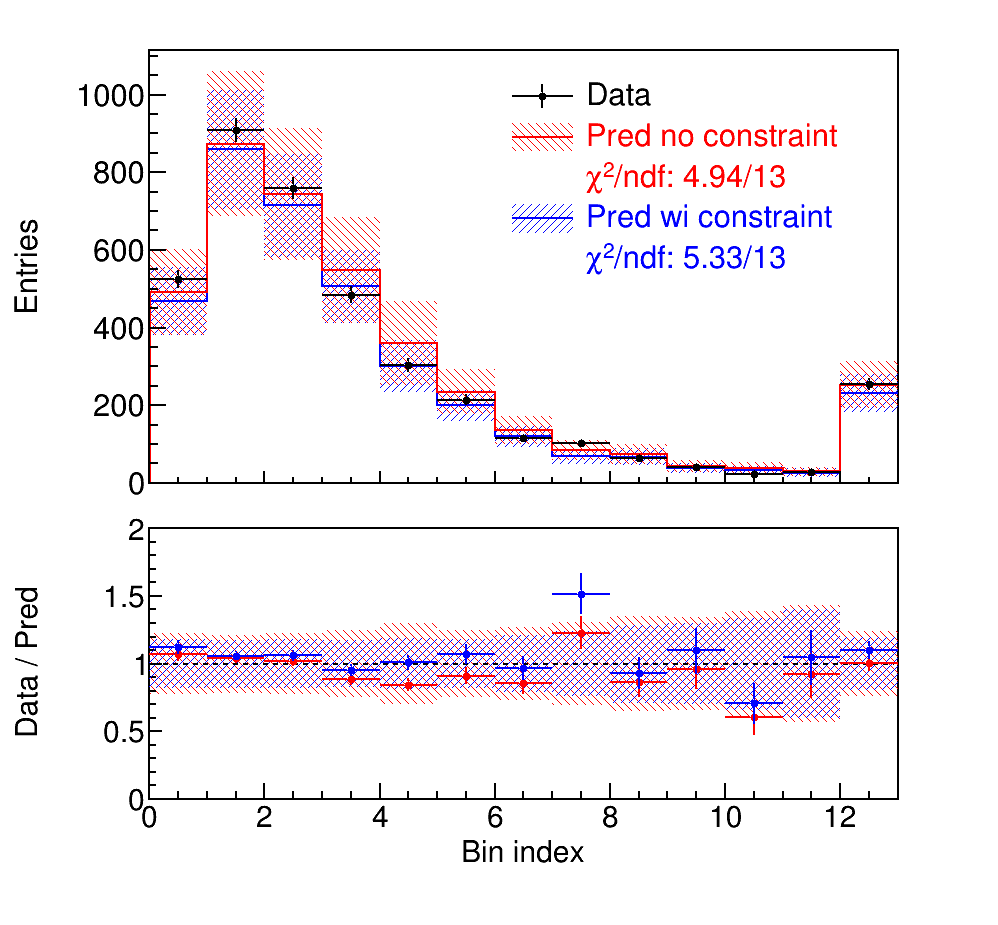 1000
800
600
400
200
0
Entries
Data
Pred no constraint
χ²/ndf: 4.94/13
Pred wi constraint
χ²/ndf: 5.33/13
2
1.5
1
0.5
0
Data / Pred
0 2 4 6 8 10 12
Bin index